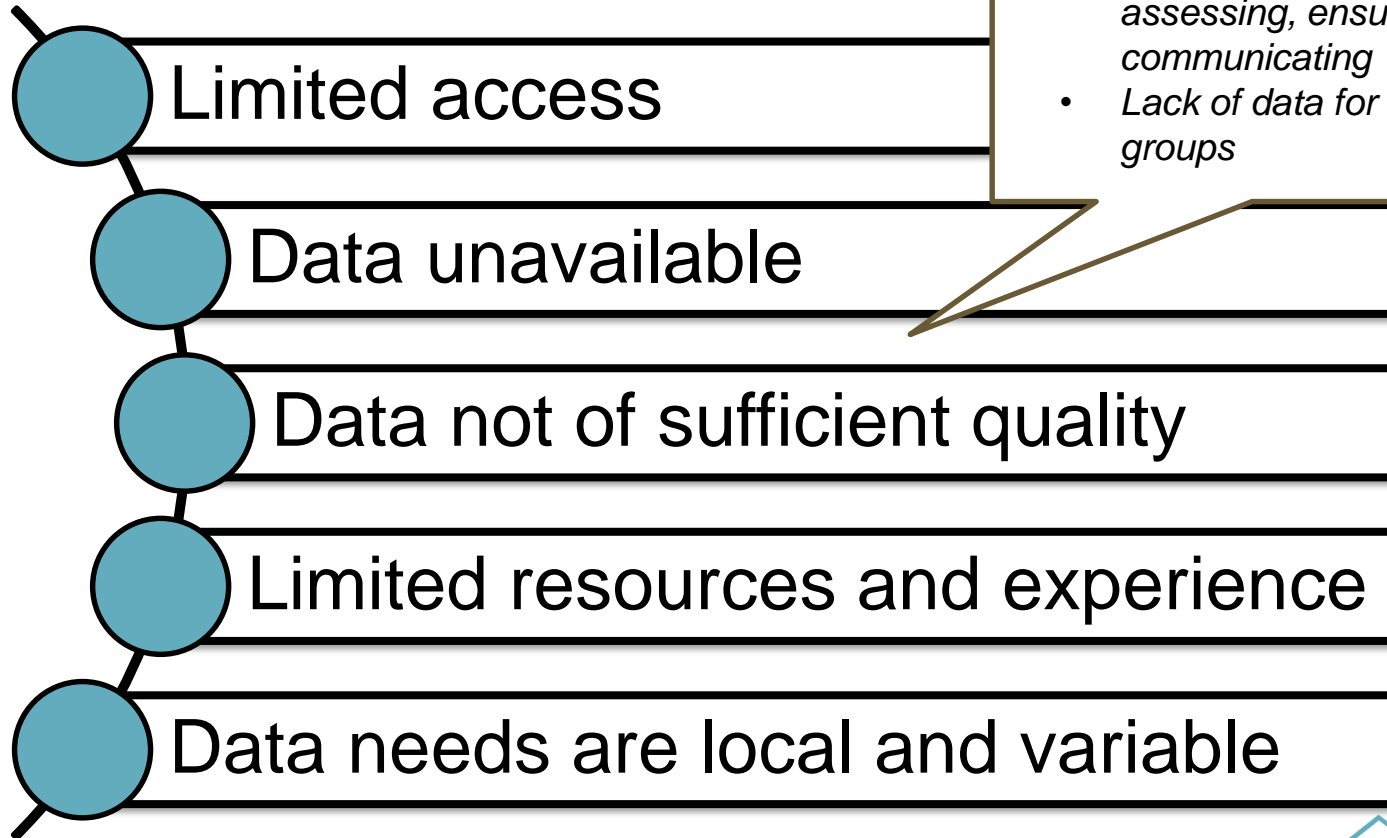 assessing, ensu
communicating
• Lack of data for
groups
Limited access
Data unavailable
Data not of sufficient quality
Limited resources and experience
Data needs are local and variable